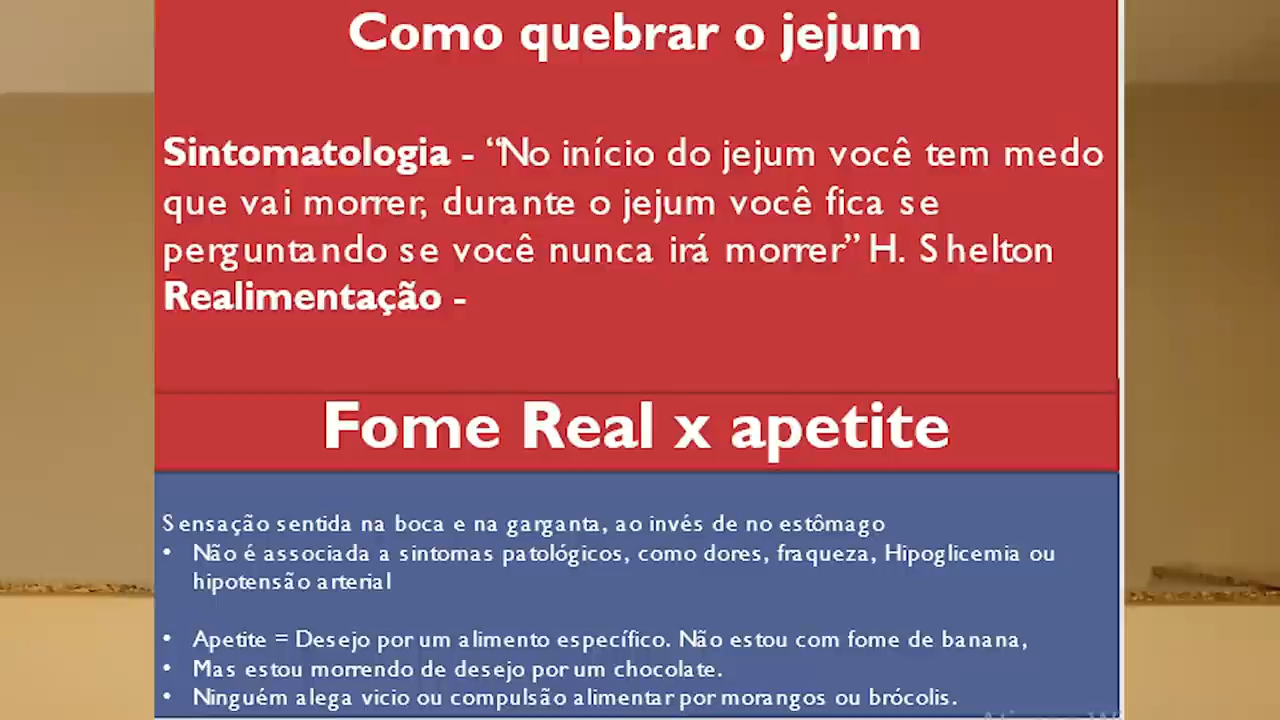 Como quebrar o jejum
Sintomatologia - “No início do jejum você tem medo
que vai morrer, durante o jejum você fica se
perguntando se você nunca irá morrer” H. Shelton
Realimentação -
Fome Real x apetite
Sensação sentida na boca e na garganta, ao invés de no estômago
• Não é associada a sintomas patológicos, como dores, fraqueza, Hipoglicemia ou
hipotensão arterial
• Apetite = Desejo por um alimento específico. Não estou com fome de banana,
• Mas estou morrendo de desejo por um chocolate.
• Ninguém alega vicio ou compulsão alimentar por morangos ou brócolis.